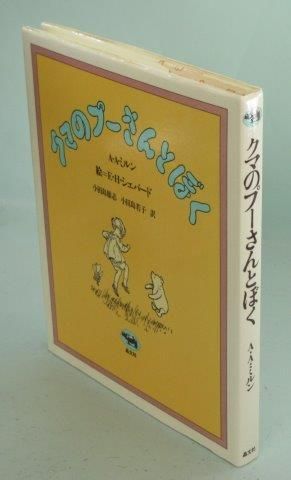 クマのプーさんとぼく
A・A・ミルン
絵=E・H・シェパード
小田島雄志 小田島若子 訳
晶文社
クマのプーさんとぼく
A・A・ミルン
晶文社